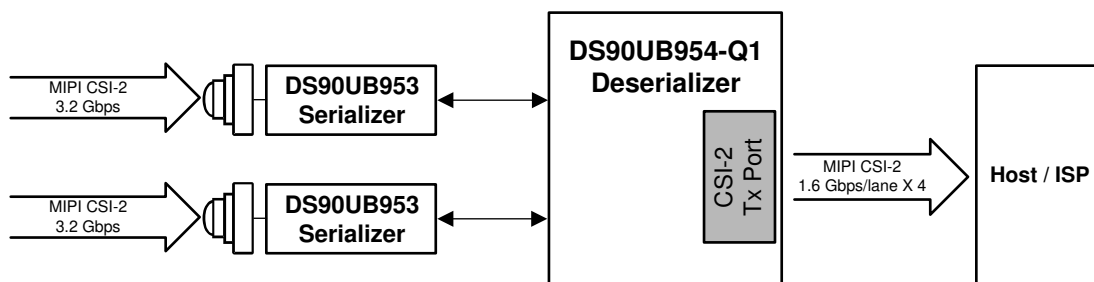 MIPI CSI-2
3.2 Gbps
DS90UB953
Serializer
MIPI CSI-2
3.2 Gbps
DS90UB953
Serializer
DS90UB954-Q1
Deserializer
CSI-2
Tx Port
MIPI CSI-2
1.6 Gbps/lane X 4
Host / ISP